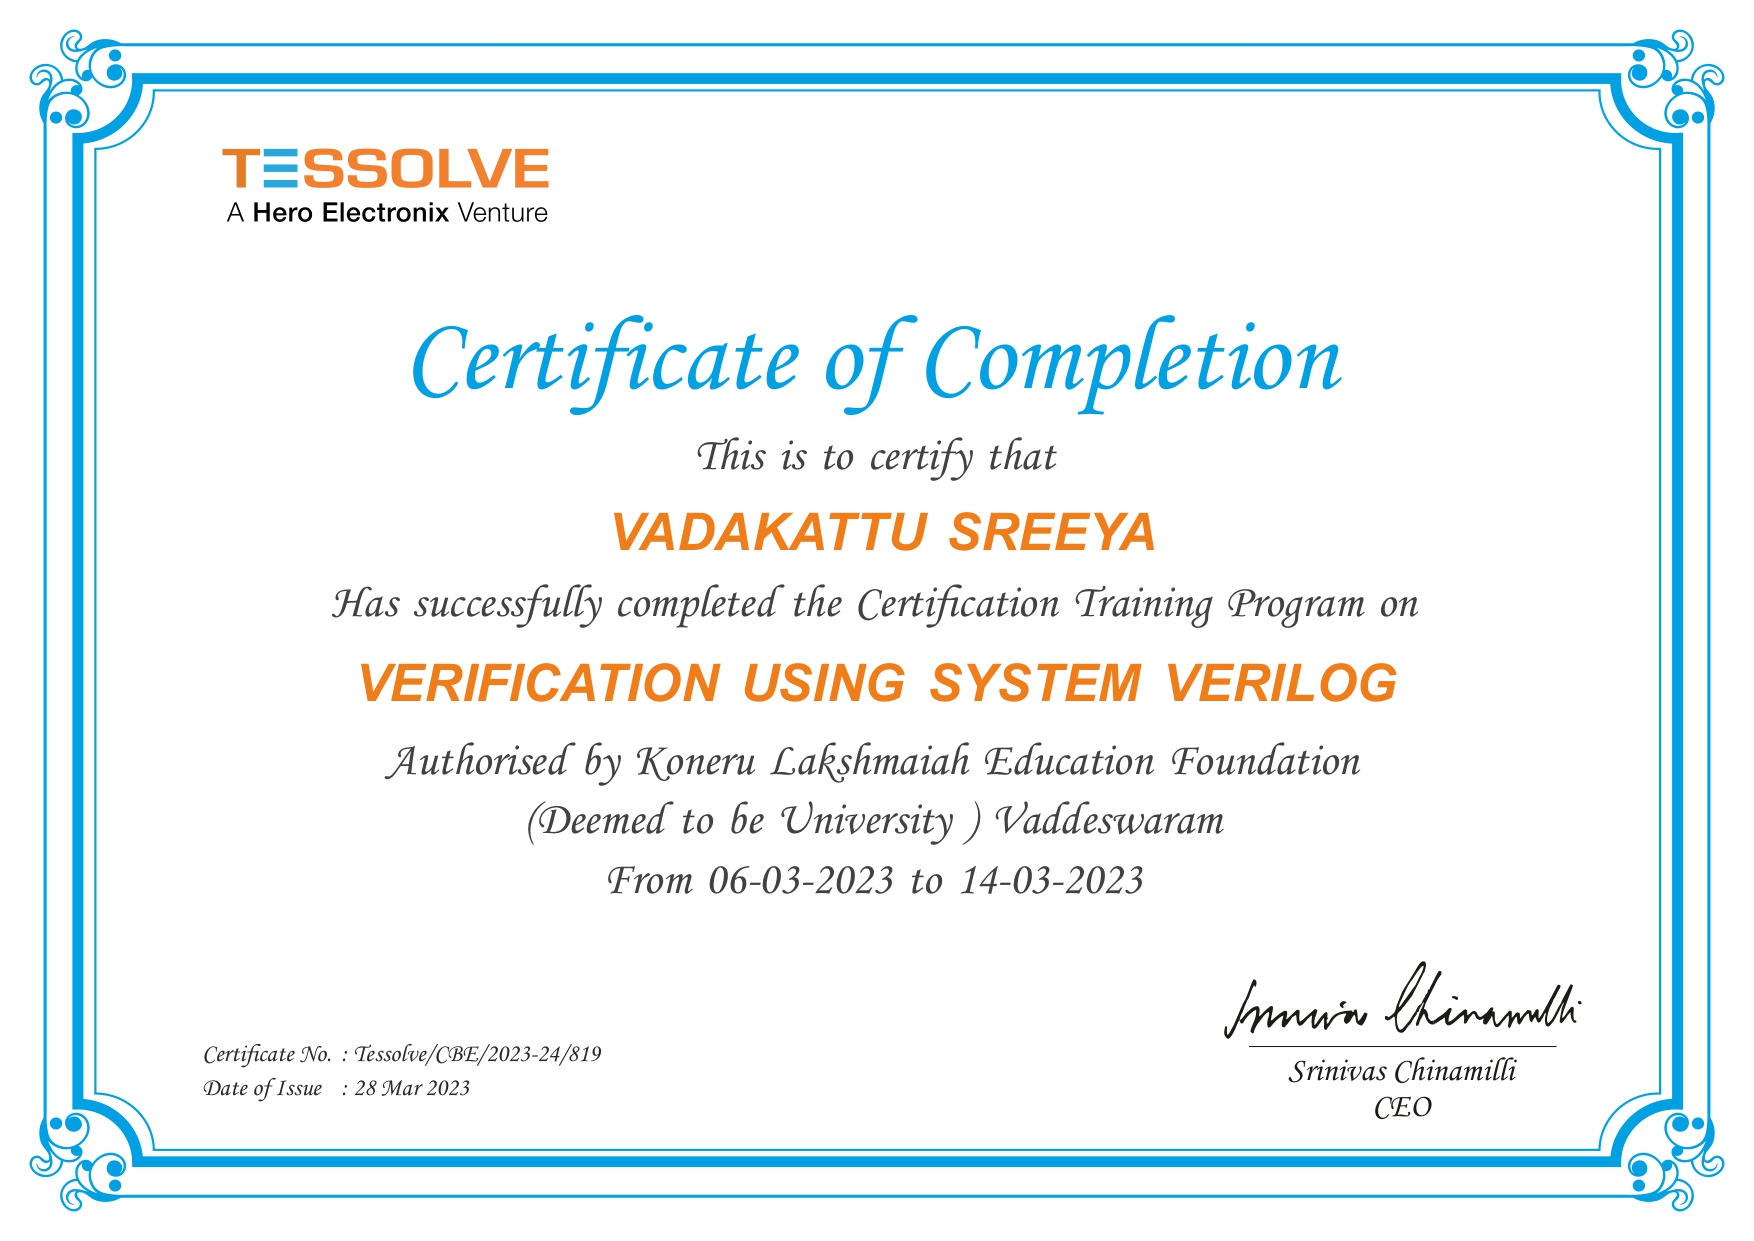 TESSOLVE
A Hero Electronix Venture
Certificate of Completion
This is to certify that
VADAKATTU SREEYA
Has successfully completed the Certification Training Program on
VERIFICATION USING SYSTEM VERILOG
Authorised by Koneru Lakshmaiah Education Foundation
(Deemed to be University ) Vaddeswaram
From 06-03-2023 to 14-03-2023
Srinivas Chinamilli
Certificate No. : Tessolve/CBE/2023-24/819
Date of Issue : 28 Mar 2023
Srinivas Chinamilli
CEO